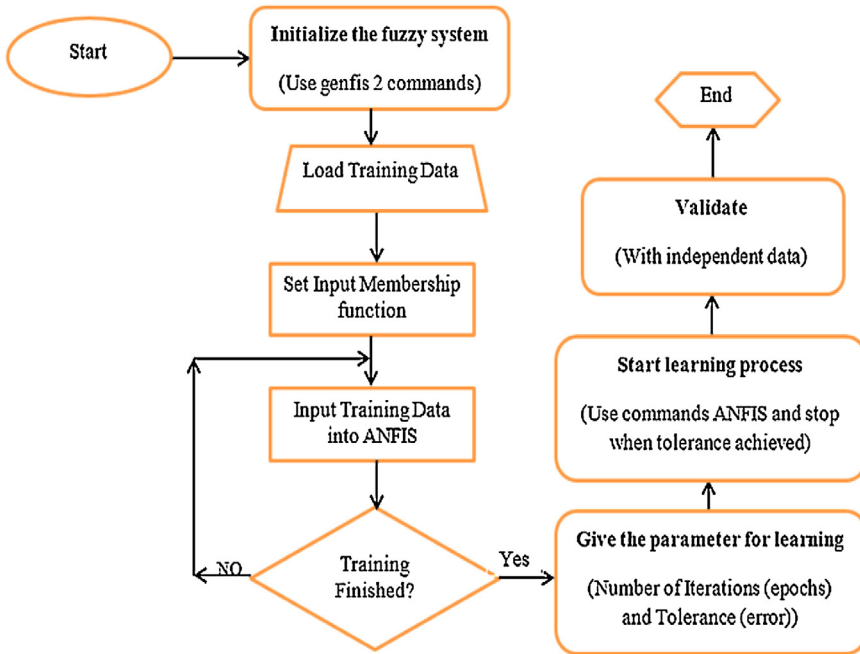 Start
Initialize the fuzzy system
(Use genfis 2 commands)
Load Training Data
Set Input Membership
function
Input Training Data
into ANFIS
Training
Finished?
NO
Yes
Give the parameter for learning
(Number of Iterations (epochs)
and Tolerance (error))
Start learning process
(Use commands ANFIS and stop
when tolerance achieved)
Validate
(With independent data)
End